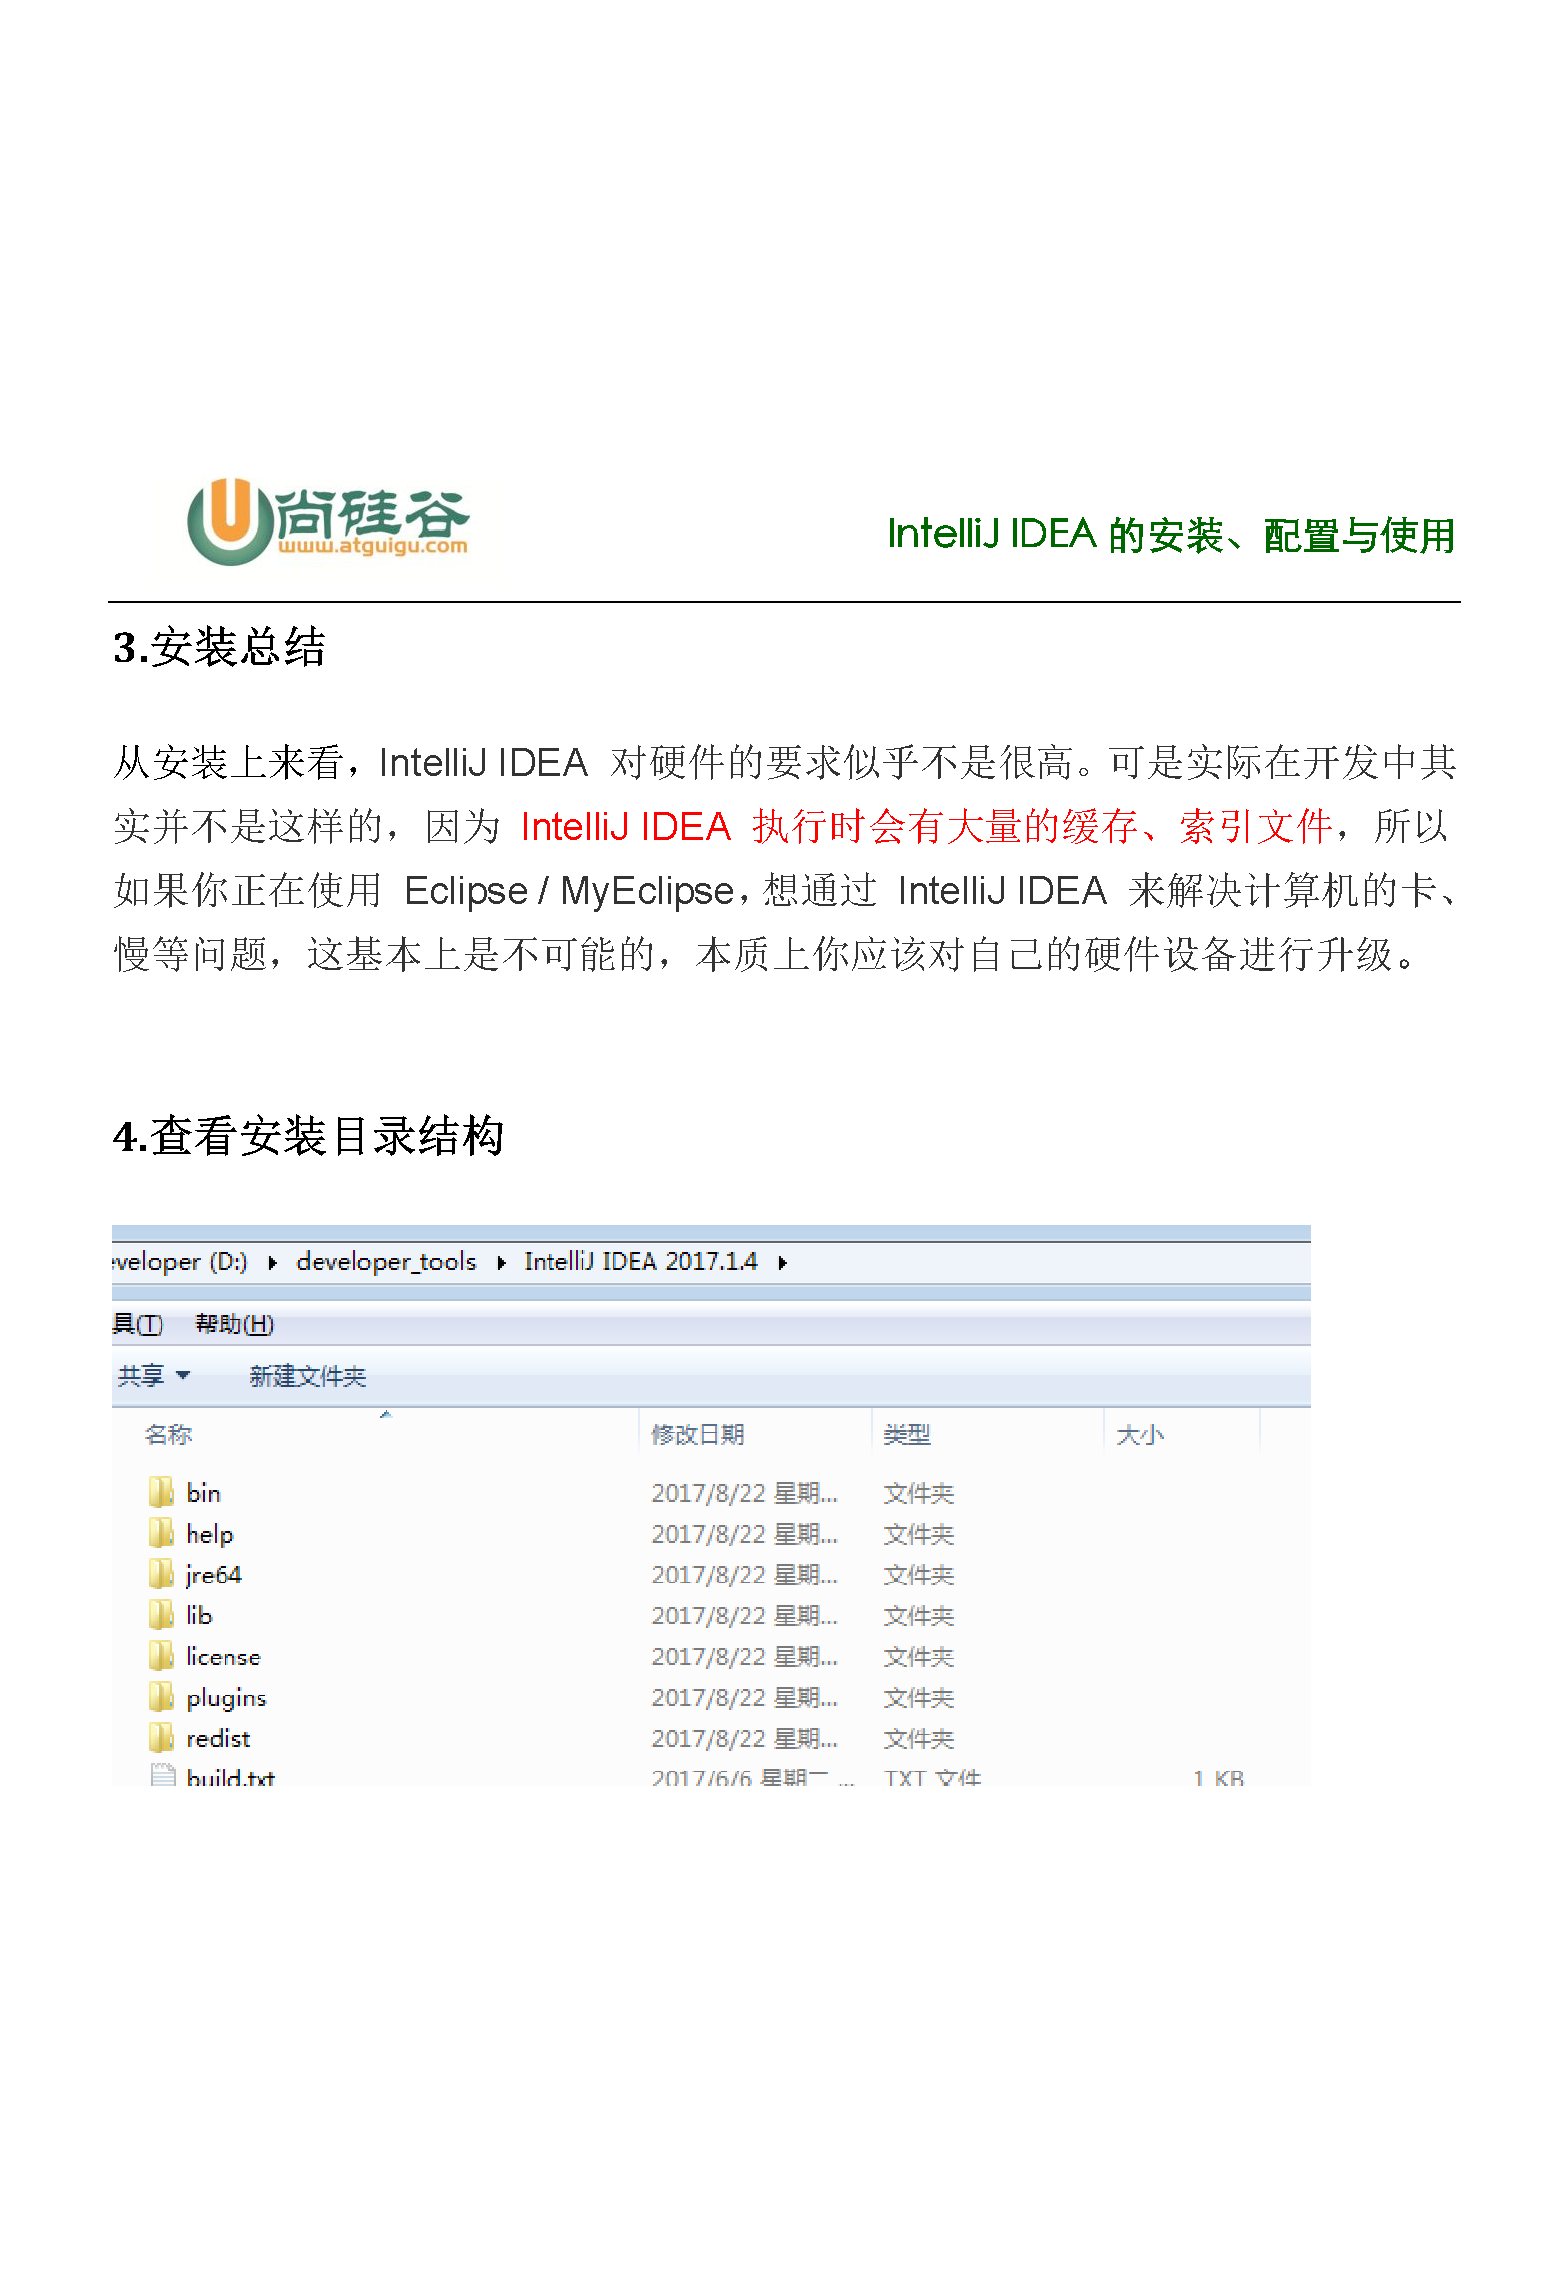 尚硅谷
www.atguigu.com
IntelliJ IDEA 的安装、配置与使用
3.安装总结
从安装上来看，IntelliJ IDEA 对硬件的要求似乎不是很高。可是实际在开发中其
实并不是这样的，因为 IntelliJ IDEA 执行时会有大量的缓存、索引文件，所以
如果你正在使用 Eclipse / MyEclipse，想通过 IntelliJ IDEA 来解决计算机的卡、
慢等问题，这基本上是不可能的，本质上你应该对自己的硬件设备进行升级。
4.查看安装目录结构
eveloper (D:) ▸ developer_tools ▸ IntelliJ IDEA 2017.1.4 ▸
具(T) 帮助(H)
共享 ▼ 新建文件夹
名称 修改日期 类型 大小
bin 2017/8/22 星期... 文件夹
help 2017/8/22 星期... 文件夹
jre64 2017/8/22 星期... 文件夹
lib 2017/8/22 星期... 文件夹
license 2017/8/22 星期... 文件夹
plugins 2017/8/22 星期... 文件夹
redist 2017/8/22 星期... 文件夹
build.txt 2017/6/6 星期二 ... TXT 文件 1 KB